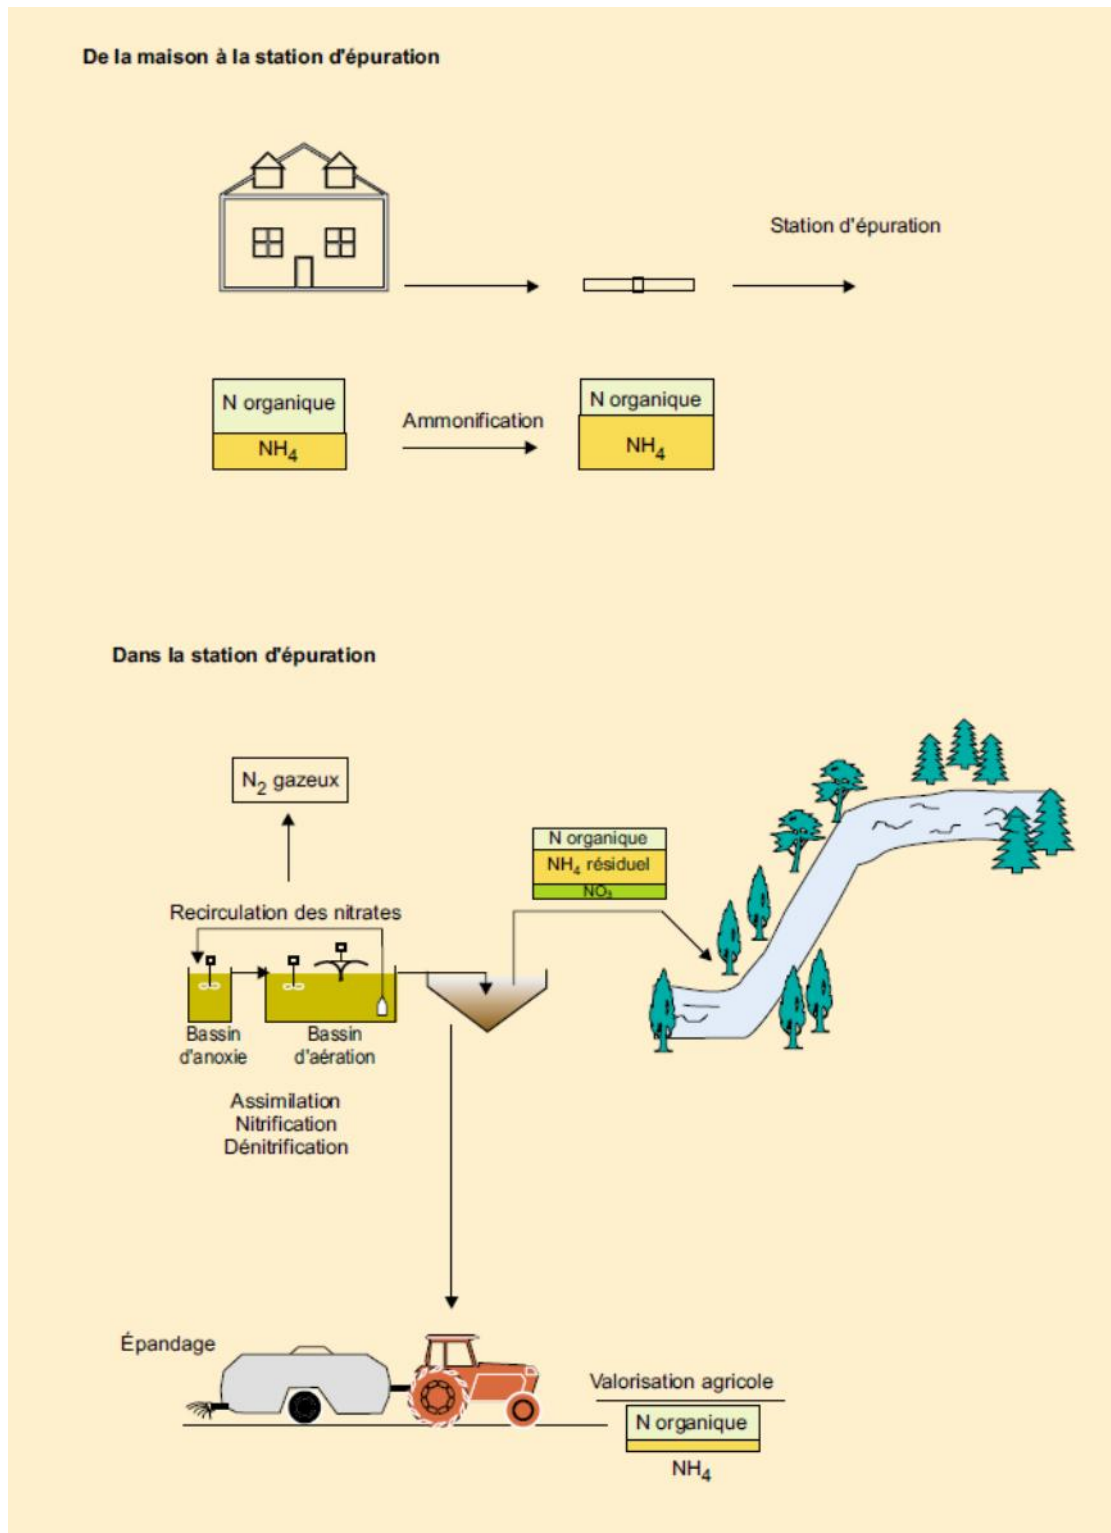 De la maison à la station d'épuration
Station d'épuration
N organique
NH4
Ammonification
N organique
NH4
Dans la station d'épuration
N2 gazeux
N organique
NH4 résiduel
NO3
Recirculation des nitrates
Bassin
d'anoxie
Bassin
d'aération
Assimilation
Nitrification
Dénitrification
Épandage
Valorisation agricole
N organique
NH4